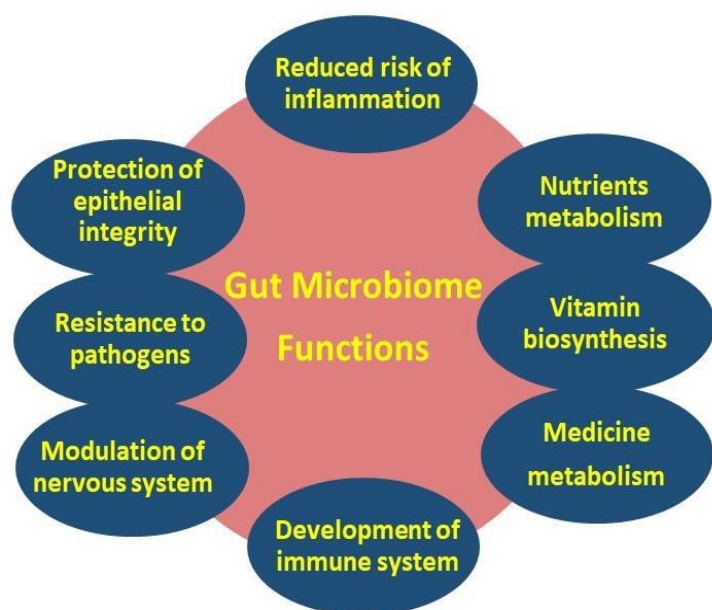 Reduced risk of
inflammation
Protection of
epithelial
integrity
Nutrients
metabolism
Gut Microbiome
Functions
Resistance to
pathogens
Vitamin
biosynthesis
Modulation of
nervous system
Medicine
metabolism
Development of
immune system